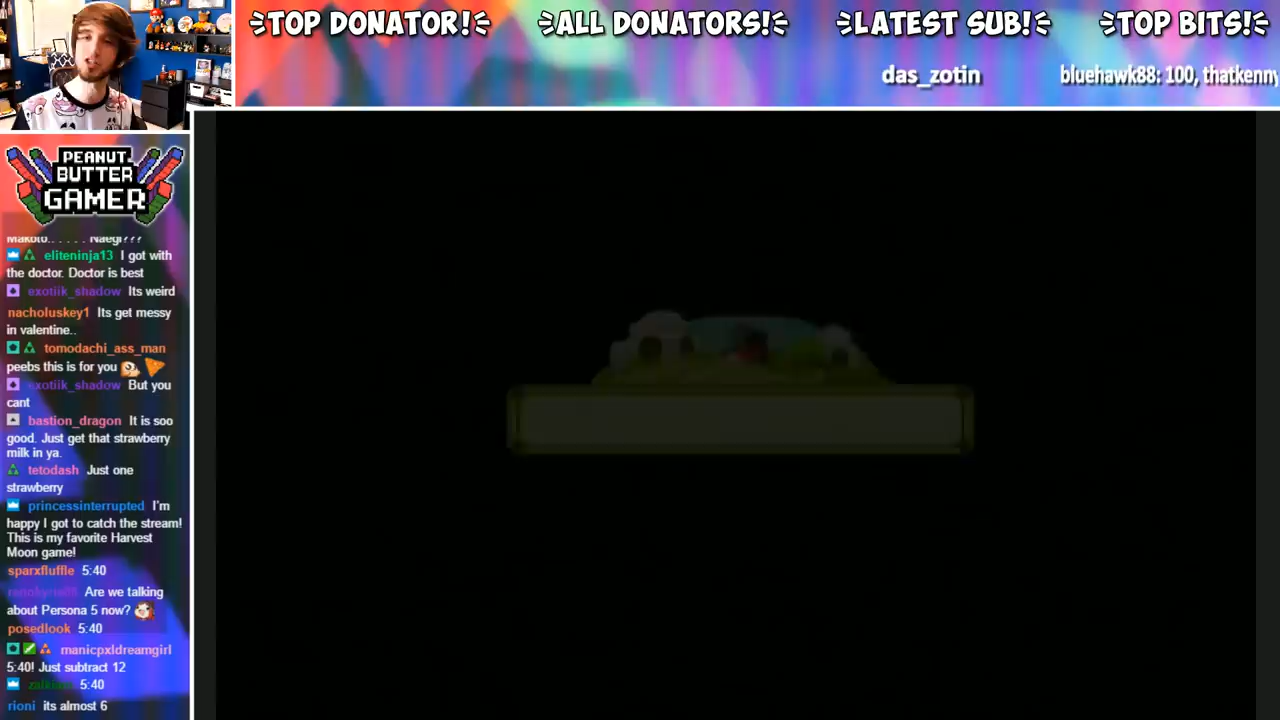 TOP DONATOR!
ALL DONATORS!
LATEST SUB!
TOP BITS!
das_zotin
bluehawk88: 100, thatkenny
PEANUT
BUTTER
GAMER
Makoto.. . . . . Naegi???
eliteninja13 I got with
the doctor. Doctor is best
exotiik_shadow Its weird
nacholuskey1 Its get messy
in valentine..
tomodachi_ass_man
peebs this is for you
exotiik_shadow But you
cant
bastion_dragon It is soo
good. Just get that strawberry
milk in ya.
tetodash Just one
strawberry
princessinterrupted I'm
happy I got to catch the stream!
This is my favorite Harvest
Moon game!
sparxfluffle 5:40
Are we talking
about Persona 5 now?
posedlook 5:40
manicpxldreamgirl
5:40! Just subtract 12
5:40
rioni its almost 6